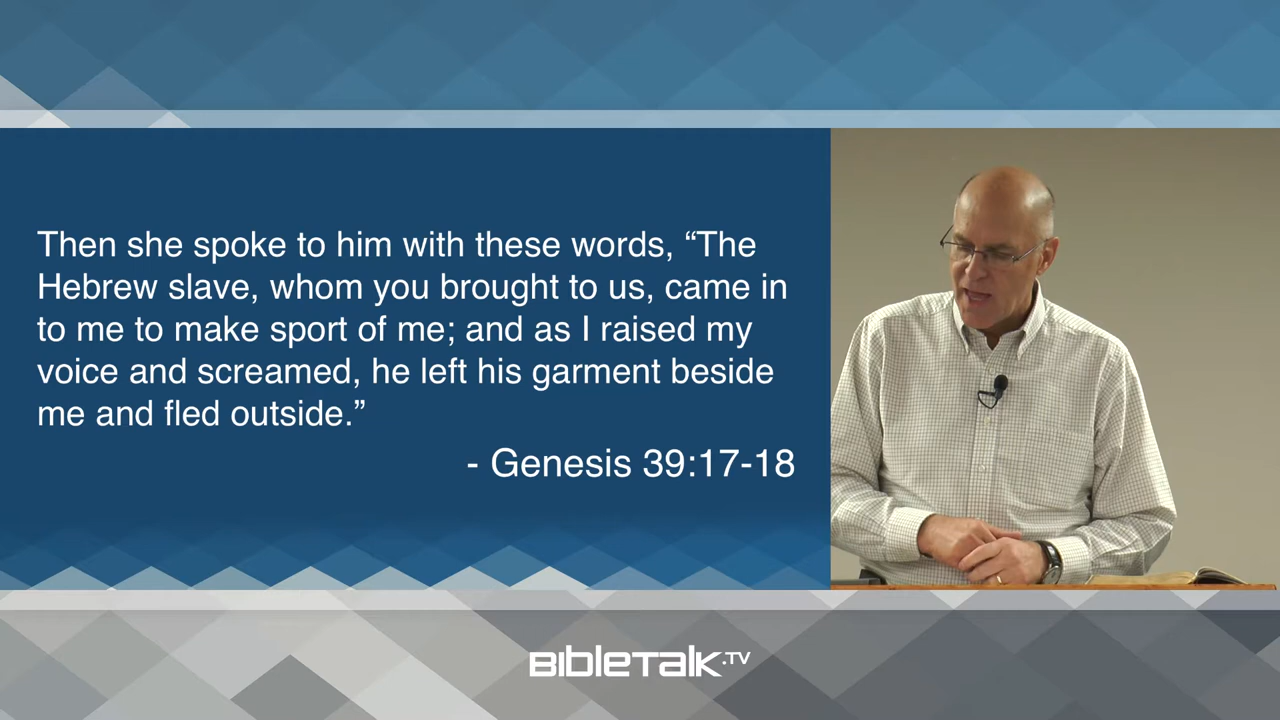 Then she spoke to him with these words, “The
Hebrew slave, whom you brought to us, came in
to me to make sport of me; and as I raised my
voice and screamed, he left his garment beside
me and fled outside.”
- Genesis 39:17-18
BIBLETALK.TV